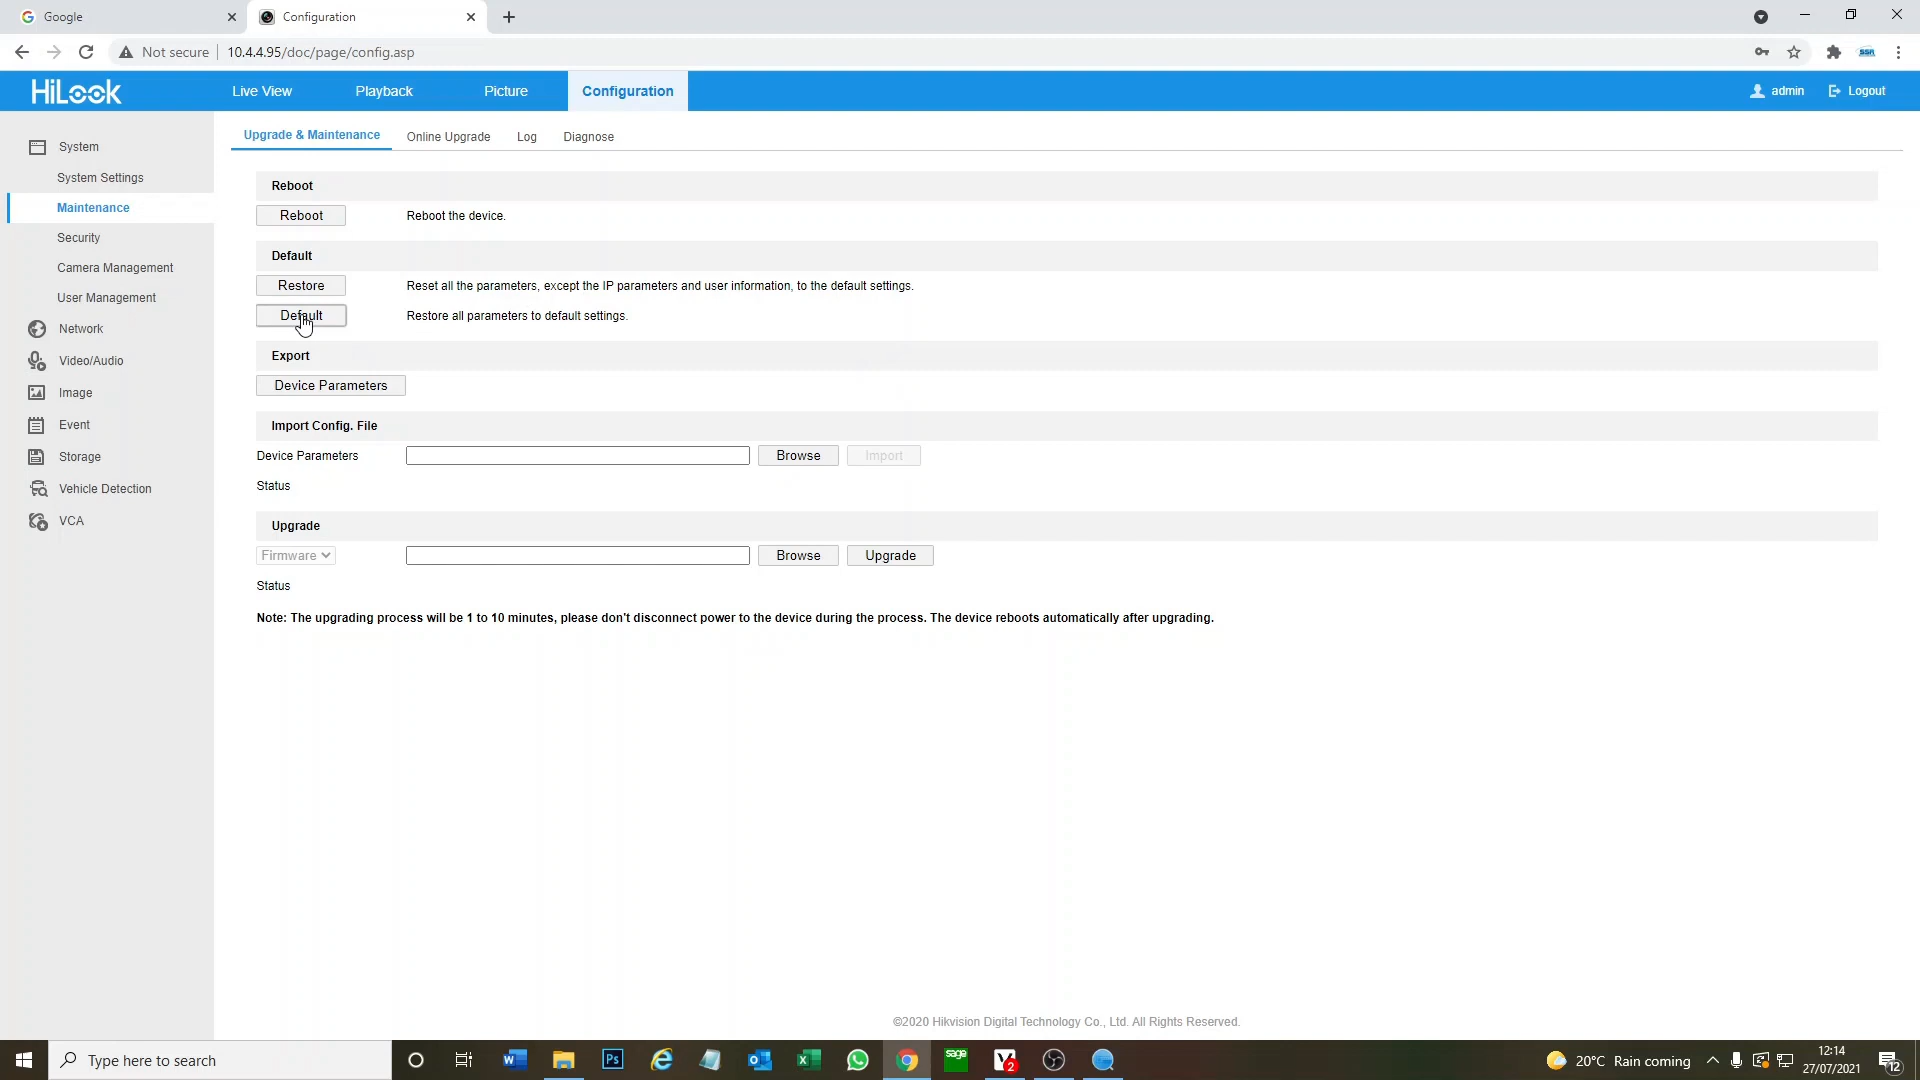 Google
Configuration
Not secure
10.4.4.95/doc/page/config.asp
SSN
HiLook
Live View
Playback
Picture
Configuration
admin
Logout
System
System Settings
Maintenance
Security
Camera Management
User Management
Network
Video/Audio
Image
Event
Storage
Vehicle Detection
VCA
Upgrade & Maintenance
Online Upgrade
Log
Diagnose
Reboot
Reboot
Reboot the device.
Default
Restore
Reset all the parameters, except the IP parameters and user information, to the default settings.
Default
Restore all parameters to default settings.
Export
Device Parameters
Import Config. File
Device Parameters
Browse
Import
Status
Upgrade
Firmware
Browse
Upgrade
Status
Note: The upgrading process will be 1 to 10 minutes, please don't disconnect power to the device during the process. The device reboots automatically after upgrading.
©2020 Hikvision Digital Technology Co., Ltd. All Rights Reserved.
Type here to search
Ps
sage
2
20°C Rain coming
12:14
27/07/2021
12